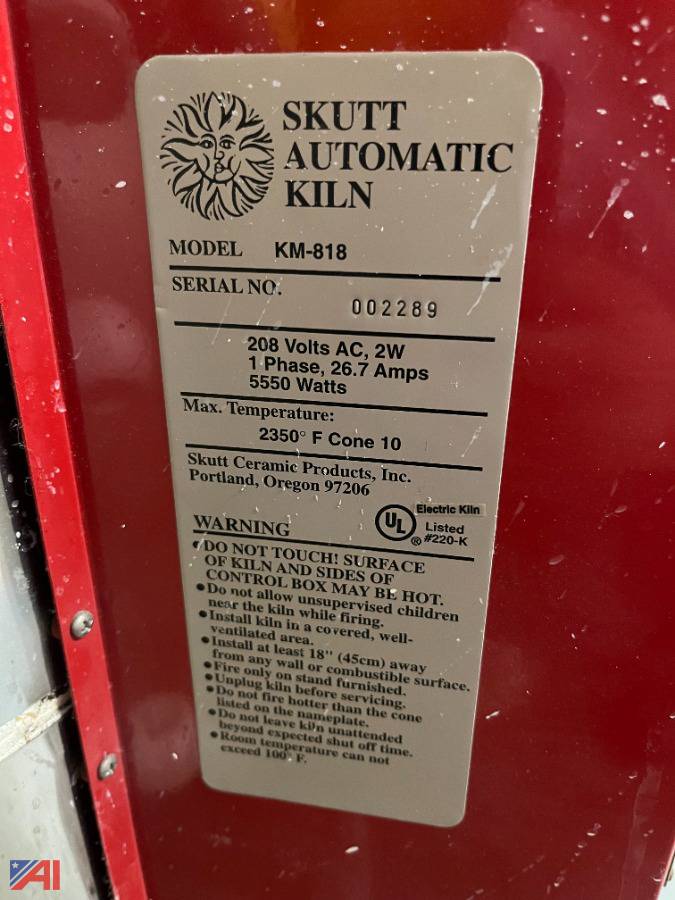 SKUTT
AUTOMATIC
KILN
MODEL KM-818
SERIAL NO. 002289
208 Volts AC, 2W
1 Phase, 26.7 Amps
5550 Watts
Max. Temperature:
2350° F Cone 10
Skutt Ceramic Products, Inc.
Portland, Oregon 97206
UL
®
Electric Kiln
Listed
#220-K
WARNING
•DO NOT TOUCH! SURFACE
OF KILN AND SIDES OF
CONTROL BOX MAY BE HOT.
•Do not allow unsupervised children
near the kiln while firing.
•Install kiln in a covered, well-
ventilated area.
•Install at least 18" (45cm) away
from any wall or combustible surface.
•Fire only on stand furnished.
•Unplug kiln before servicing.
•Do not fire hotter than the cone
listed on the nameplate.
•Do not leave kiln unattended
beyond expected shut off time.
•Room temperature can not
exceed 100° F.
AI